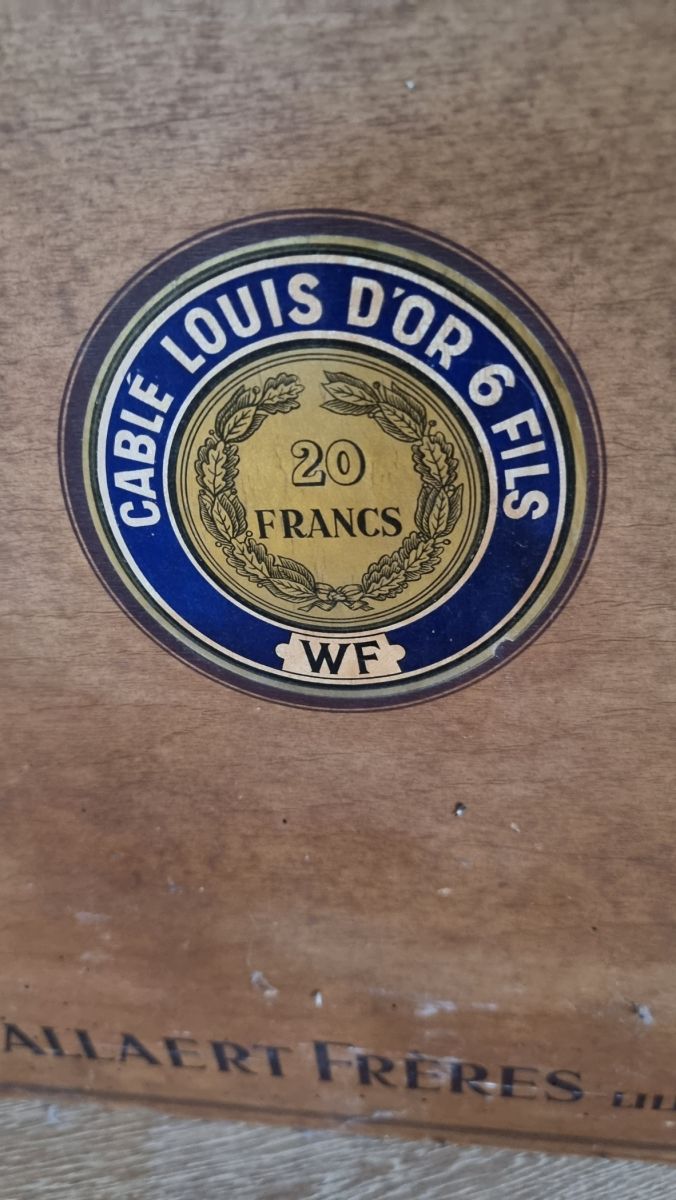 CABLÉ LOUIS D'OR 6 FILS
20
FRANCS
WF
ALLAERT FRÈRES